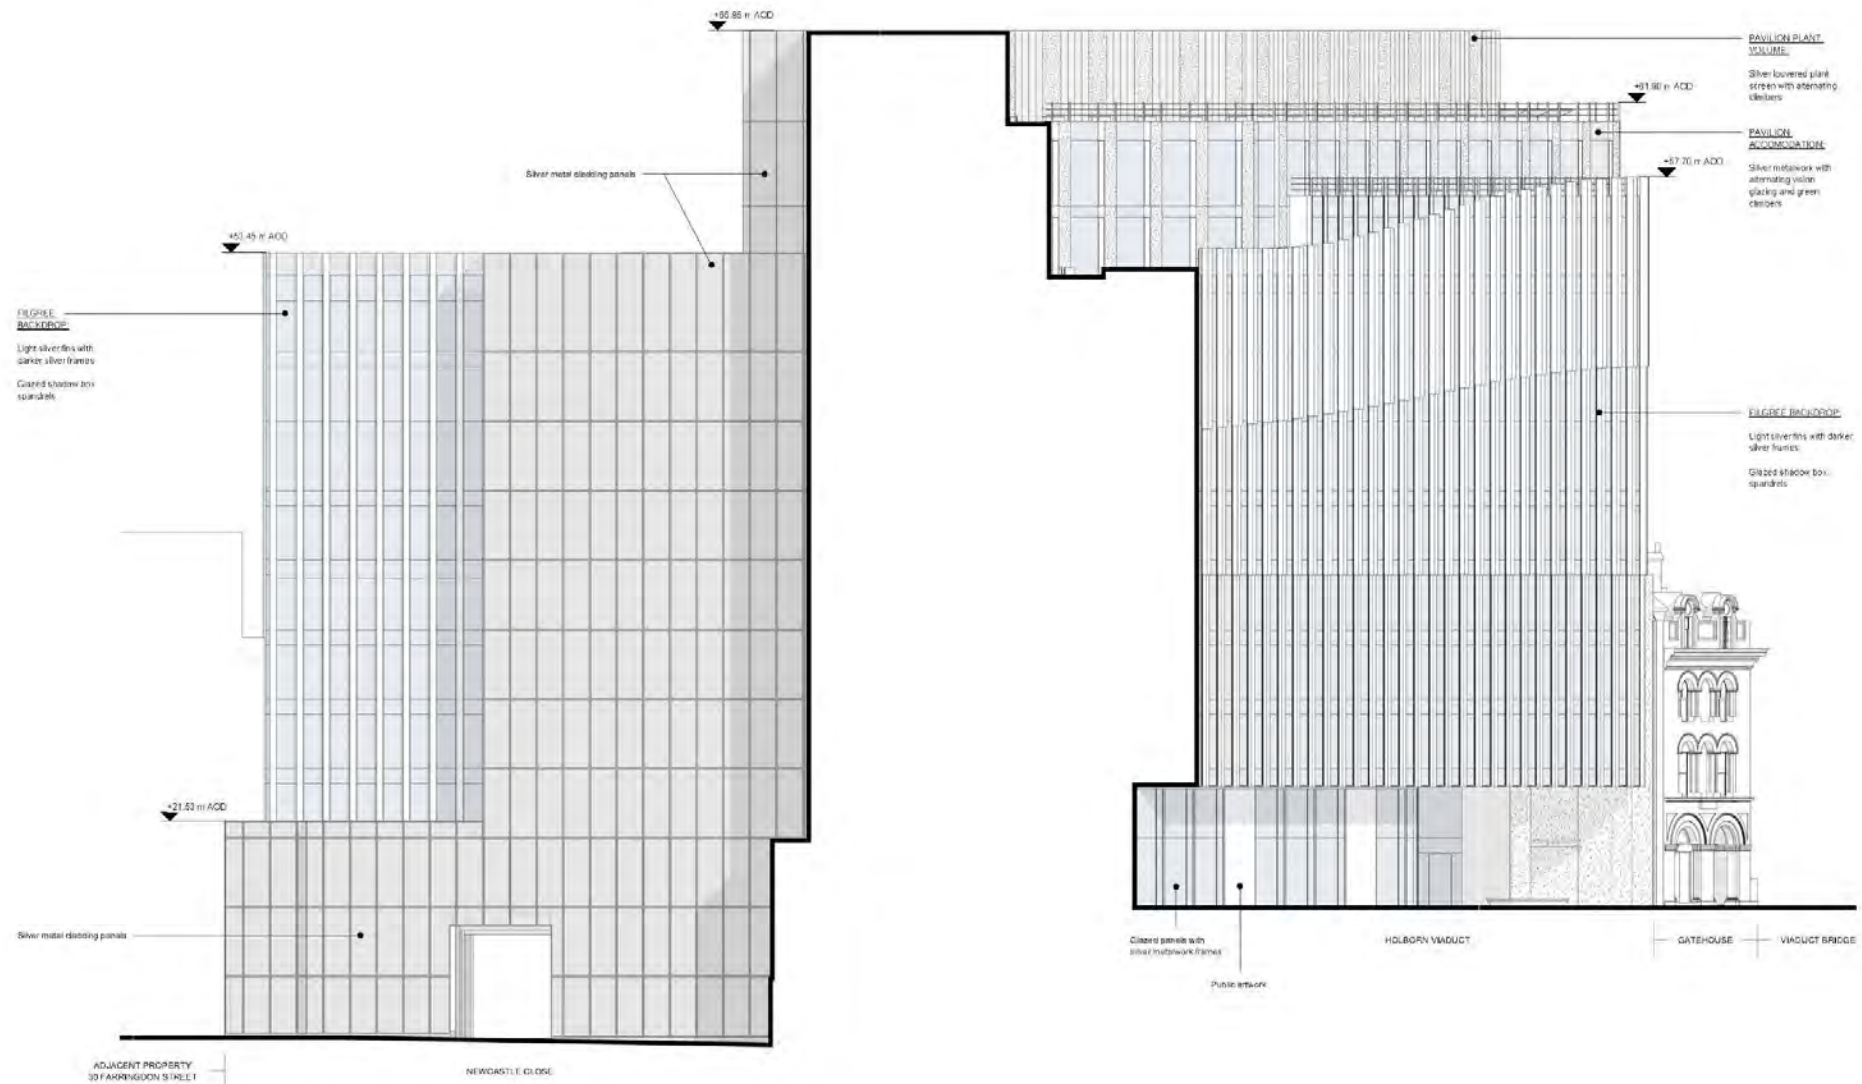 +65.85 m AOD
Silver metal cladding panels
+53.45 m AOD
FILGREE
BACKDROP:
Light silver fins with
darker silver frames
Glazed shadow box
spandrels
+21.53 m AOD
Silver metal cladding panels
ADJACENT PROPERTY
30 FARRINGDON STREET
NEWCASTLE CLOSE
PAVILION PLANT
VOLUME:
Silver louvered plant
screen with alternating
climbers
+61.90 m AOD
PAVILION
ACCOMODATION:
Silver metalwork with
alternating vision
glazing and green
climbers
+57.70 m AOD
FILGREE BACKDROP:
Light silver fins with darker
silver frames
Glazed shadow box
spandrels
Glazed panels with
silver metalwork frames
Public artwork
HOLBORN VIADUCT
GATEHOUSE
VIADUCT BRIDGE